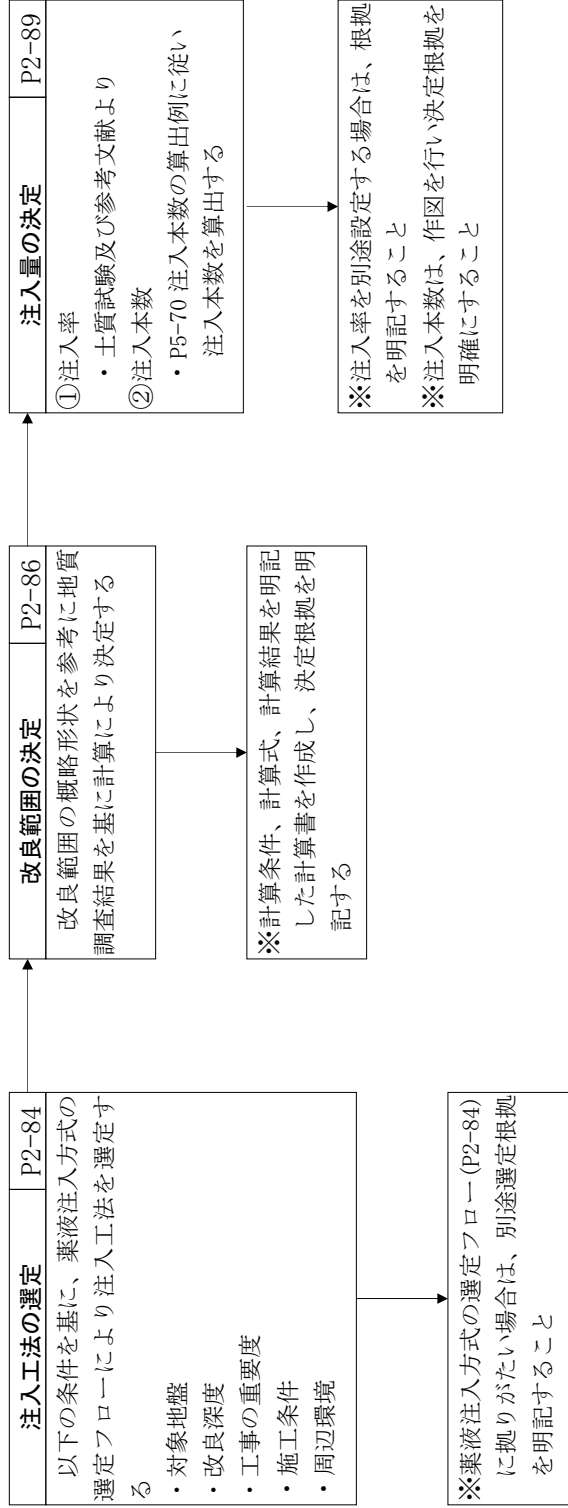 注入工法の選定 P2-84
以下の条件を基に、薬液注入方式の
選定フローにより注入工法を選定す
る
・対象地盤
・改良深度
・工事の重要度
・施工条件
・周辺環境
※薬液注入方式の選定フロー(P2-84)
に拠りがたい場合は、別途選定根拠
を明記すること
改良範囲の決定 P2-86
改良範囲の概略形状を参考に地質
調査結果を基に計算により決定する
※計算条件、計算式、計算結果を明記
した計算書を作成し、決定根拠を明
記する
注入量の決定 P2-89
①注入率
・土質試験及び参考文献より
②注入本数
・P5-70 注入本数の算出例に従い
注入本数を算出する
※注入率を別途設定する場合は、根拠
を明記すること
※注入本数は、作図を行い決定根拠を
明確にすること